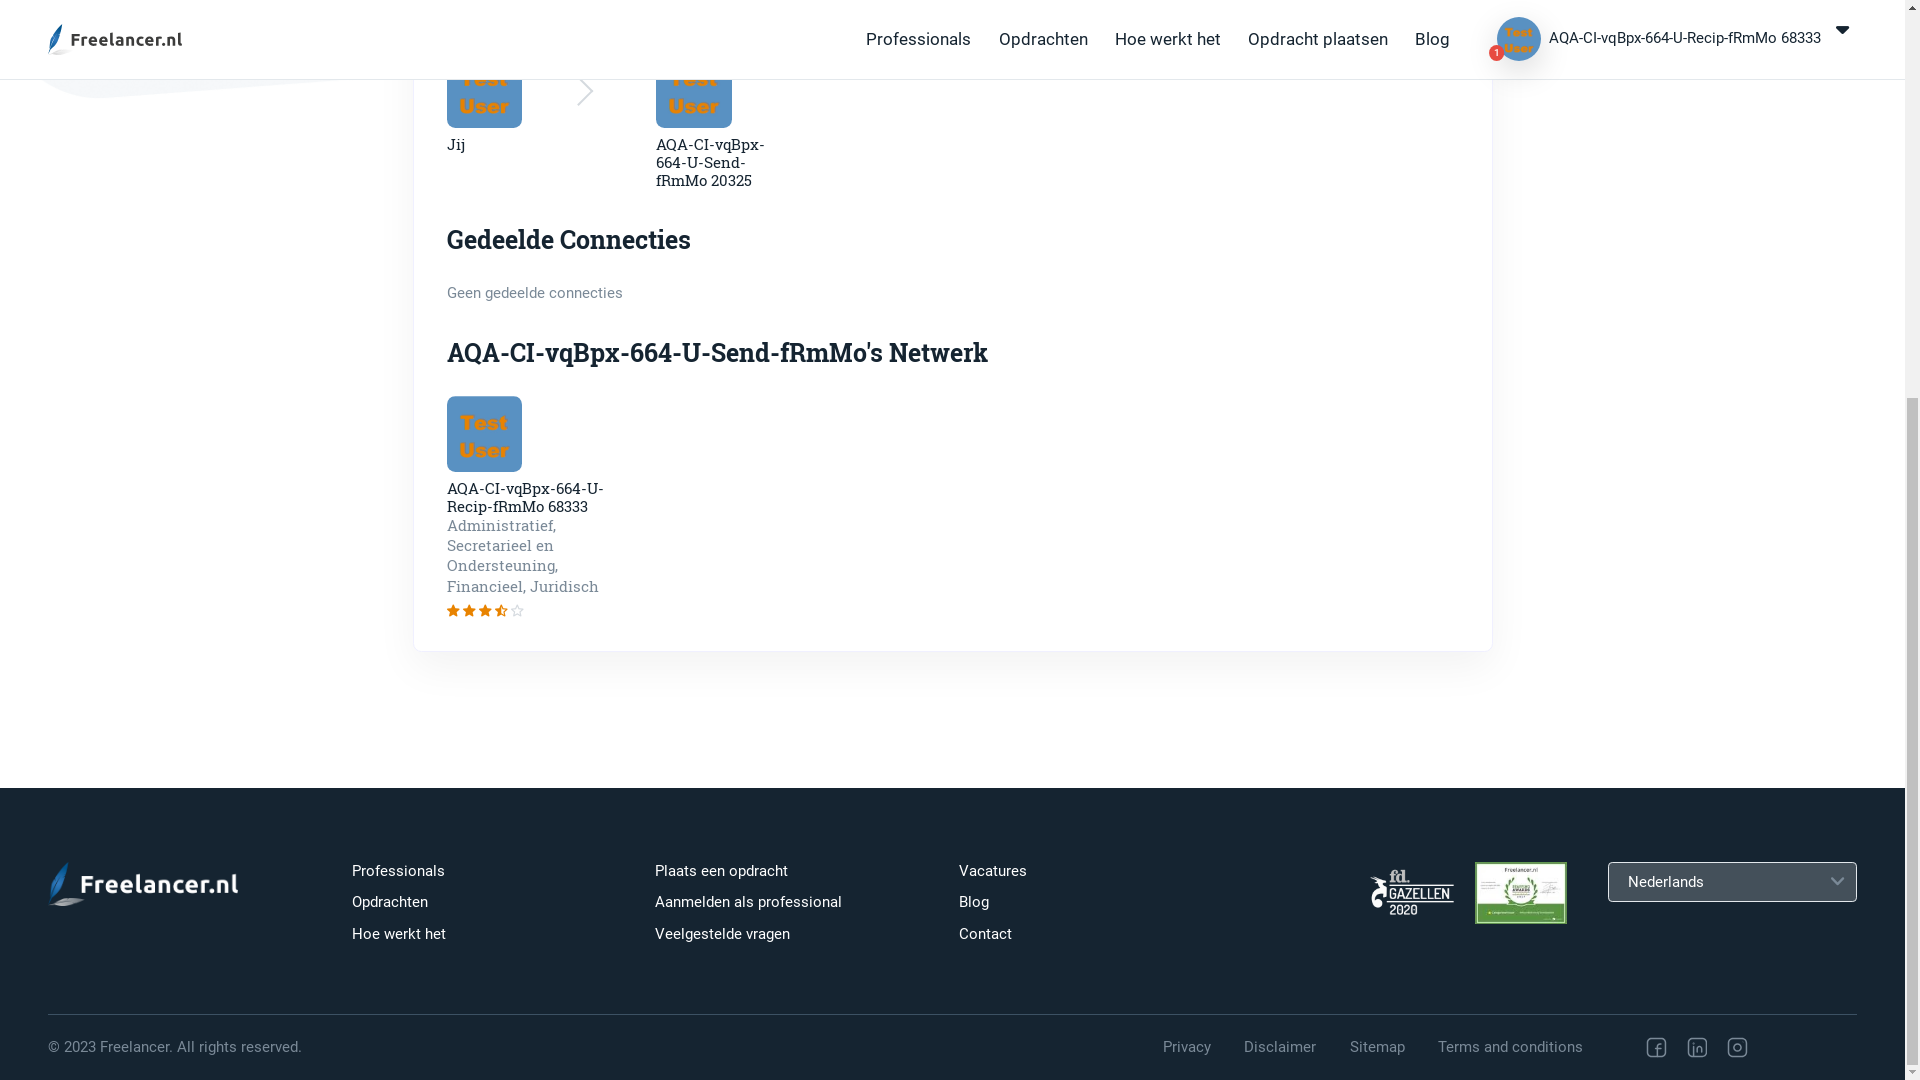 Freelancer.nl
Professionals
Opdrachten
Hoe werkt het
Opdracht plaatsen
Blog
Test
User
1
AQA-CI-vqBpx-664-U-Recip-fRmMo 68333
Test
User
Test
User
Jij
AQA-CI-vqBpx-
664-U-Send-
fRmMo 20325
Gedeelde Connecties
Geen gedeelde connecties
AQA-CI-vqBpx-664-U-Send-fRmMo's Netwerk
Test
User
AQA-CI-vqBpx-664-U-
Recip-fRmMo 68333
Administratief,
Secretarieel en
Ondersteuning,
Financieel, Juridisch
Freelancer.nl
Professionals
Opdrachten
Hoe werkt het
Plaats een opdracht
Aanmelden als professional
Veelgestelde vragen
Vacatures
Blog
Contact
fd.
GAZELLEN
2020
Freelancer.nl
Nederlands
© 2023 Freelancer. All rights reserved.
Privacy
Disclaimer
Sitemap
Terms and conditions